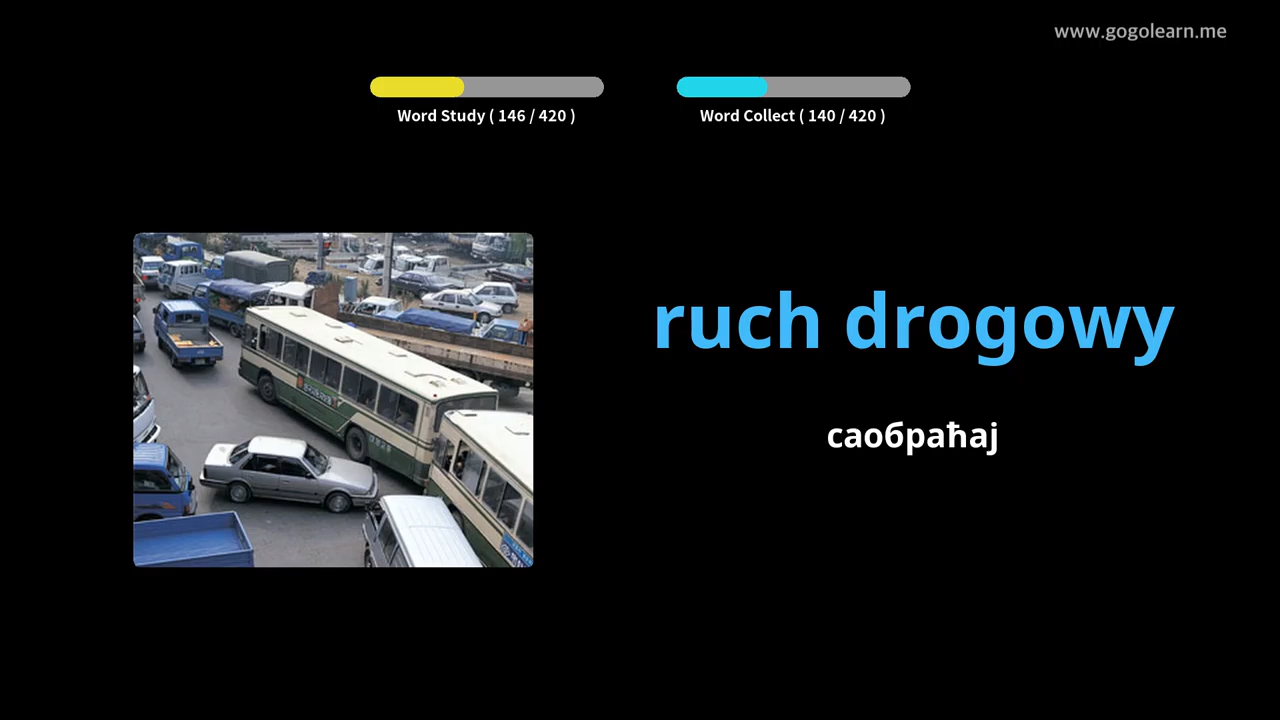 www.gogolearn.me
Word Study ( 146 / 420 )
Word Collect ( 140 / 420 )
ruch drogowy
саобраћај